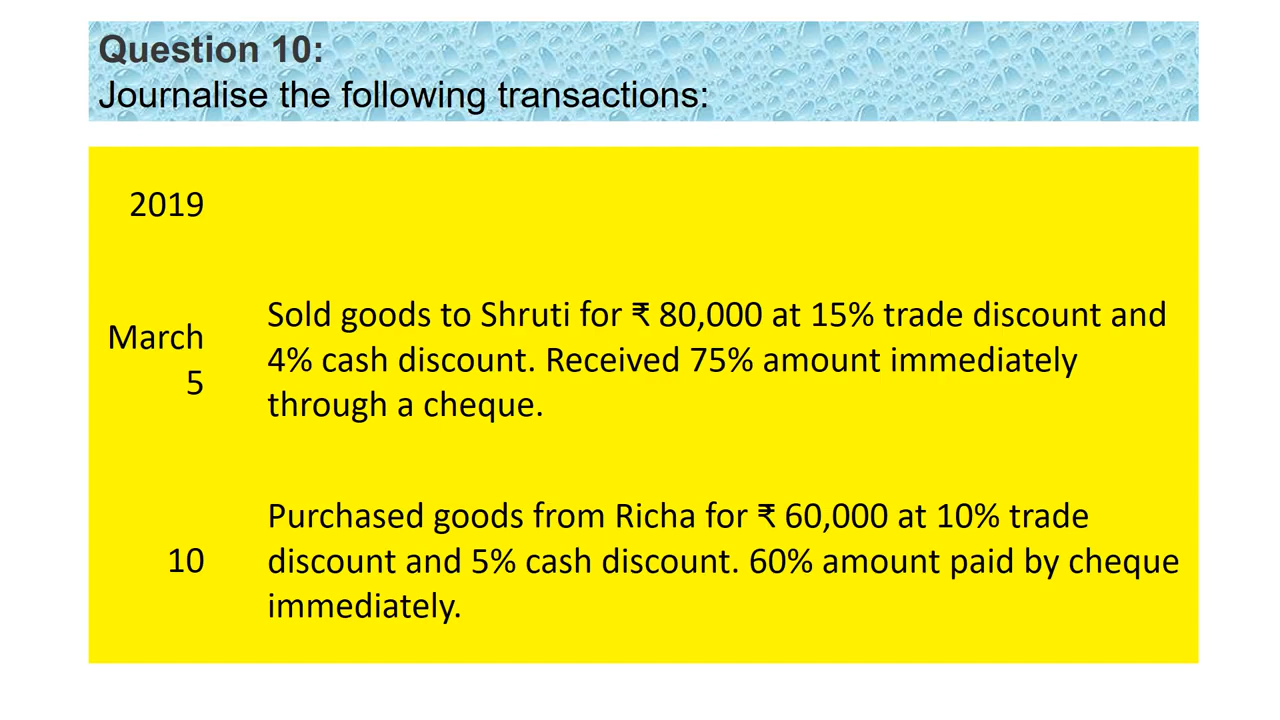 Question 10:
Journalise the following transactions:
2019
March
5
Sold goods to Shruti for ₹ 80,000 at 15% trade discount and
4% cash discount. Received 75% amount immediately
through a cheque.
10
Purchased goods from Richa for ₹ 60,000 at 10% trade
discount and 5% cash discount. 60% amount paid by cheque
immediately.